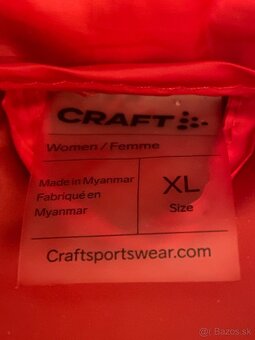 CRAFT
Women / Femme
Made in Myanmar
Fabriqué en
Myanmar
XL
Size
Craftsportswear.com
© Bazos.sk